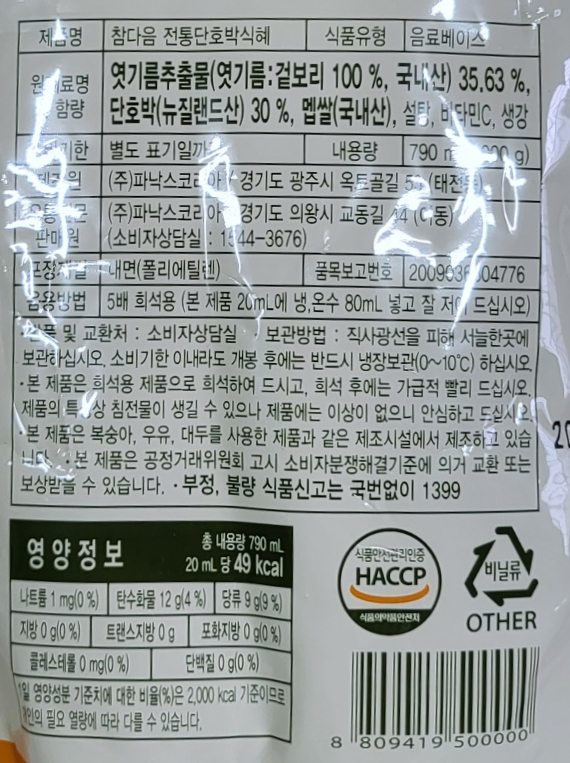 제품명 참다음 전통단호박식혜 식품유형 음료베이스
원재료명 엿기름추출물(엿기름:겉보리 100 %, 국내산) 35.63 %,
함량 단호박(뉴질랜드산) 30 %, 멥쌀(국내산), 설탕, 비타민C, 생강
별도 표기일까지 내용량 790
(주)파낙스코리아 경기도 광주시 옥토골길
(주)파낙스코리아 경기도 의왕시 교동길
판매원 (소비자상담실 : 1544-3676)
포장재질 내면(폴리에틸렌) 품목보고번호
음용방법 5배 희석용 (본 제품 20mL에 냉,온수 80mL 넣고 잘 저어 드십시오)
반품 및 교환처 : 소비자상담실 보관방법 : 직사광선을 피해 서늘한곳에
보관하십시오. 소비기한 이내라도 개봉 후에는 반드시 냉장보관(0~10℃) 하십시오.
·본 제품은 희석용 제품으로 희석하여 드시고, 희석 후에는 가급적 빨리 드십시오.
제품의 특성상 침전물이 생길 수 있으나 제품에는 이상이 없으니 안심하고 드십시오.
·본 제품은 복숭아, 우유, 대두를 사용한 제품과 같은 제조시설에서 제조하고 있습
니다. 본 제품은 공정거래위원회 고시 소비자분쟁해결기준에 의거 교환 또는
보상받을 수 있습니다. ·부정, 불량 식품신고는 국번없이 1399
영양정보 총 내용량 790 mL
20 mL 당 49 kcal
나트륨 1 mg(0 %) 탄수화물 12 g(4 %) 당류 9 g(9 %)
지방 0 g(0 %) 트랜스지방 0 g 포화지방 0 g(0 %)
콜레스테롤 0 mg(0 %) 단백질 0 g(0 %)
1일 영양성분 기준치에 대한 비율(%)은 2,000 kcal 기준이므로
개인의 필요 열량에 따라 다를 수 있습니다.
식품안전관리인증
HACCP
식품의약품안전처
비닐류
OTHER
8 809419 500000